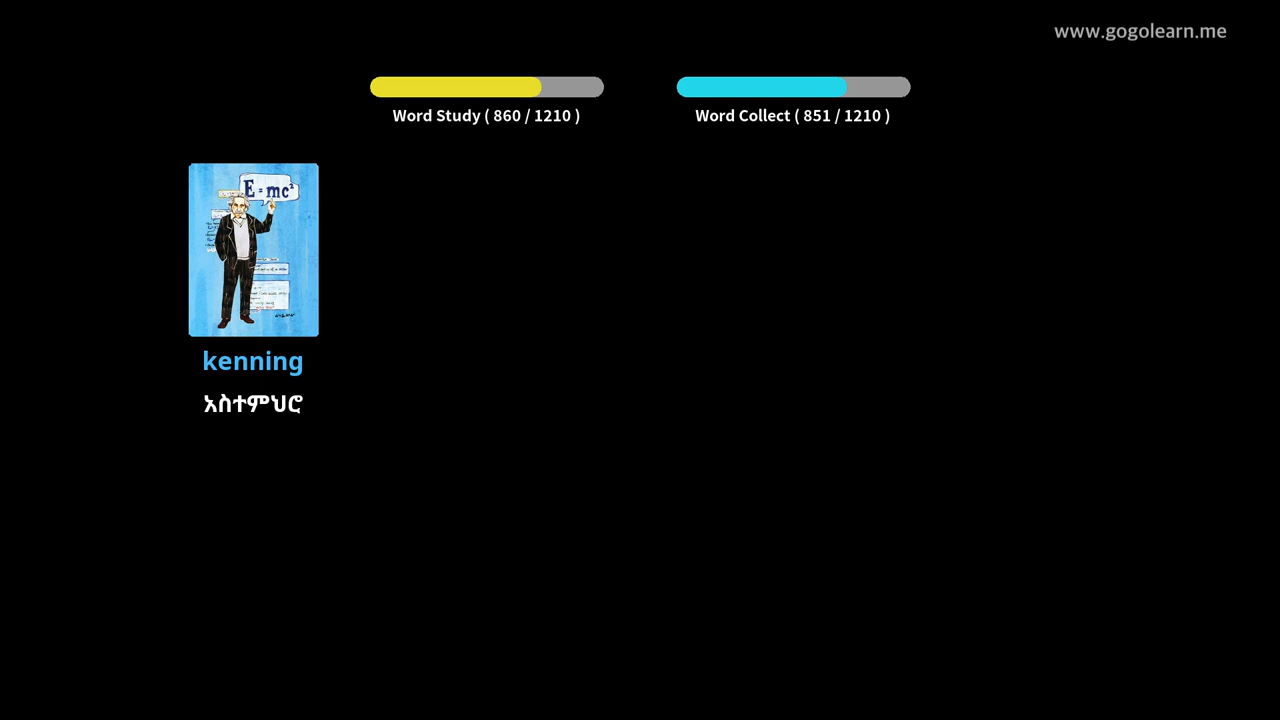 www.gogolearn.me
Word Study ( 860 / 1210 )
Word Collect ( 851 / 1210 )
E = mc²
kenning
አስተምህሮ